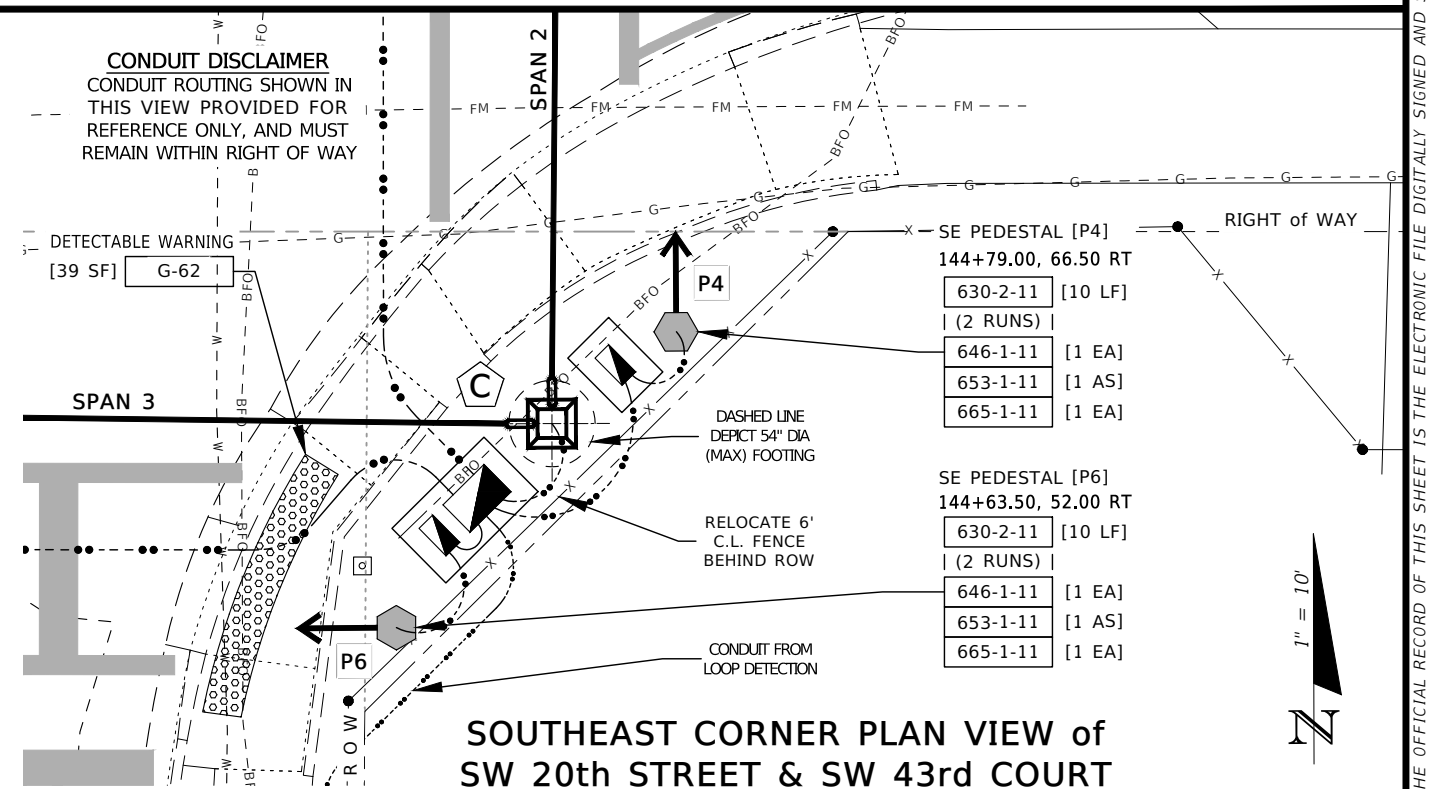 CONDUIT DISCLAIMER
CONDUIT ROUTING SHOWN IN
THIS VIEW PROVIDED FOR
REFERENCE ONLY, AND MUST
REMAIN WITHIN RIGHT OF WAY
SPAN 2
FM FM FM FM FM
W
BFO
BFO
BFO
G G G G G G G G G
DETECTABLE WARNING
[39 SF] G-62
SPAN 3
C
P4
BFO
BFO
BFO
X
RIGHT of WAY
SE PEDESTAL [P4]
144+79.00, 66.50 RT
630-2-11 [10 LF]
(2 RUNS)
646-1-11 [1 EA]
653-1-11 [1 AS]
665-1-11 [1 EA]
DASHED LINE
DEPICT 54" DIA
(MAX) FOOTING
RELOCATE 6'
C.L. FENCE
BEHIND ROW
SE PEDESTAL [P6]
144+63.50, 52.00 RT
630-2-11 [10 LF]
(2 RUNS)
646-1-11 [1 EA]
653-1-11 [1 AS]
665-1-11 [1 EA]
P6
CONDUIT FROM
LOOP DETECTION
ROW
1" = 10'
N
SOUTHEAST CORNER PLAN VIEW of
SW 20th STREET & SW 43rd COURT
HE OFFICIAL RECORD OF THIS SHEET IS THE ELECTRONIC FILE DIGITALLY SIGNED AND